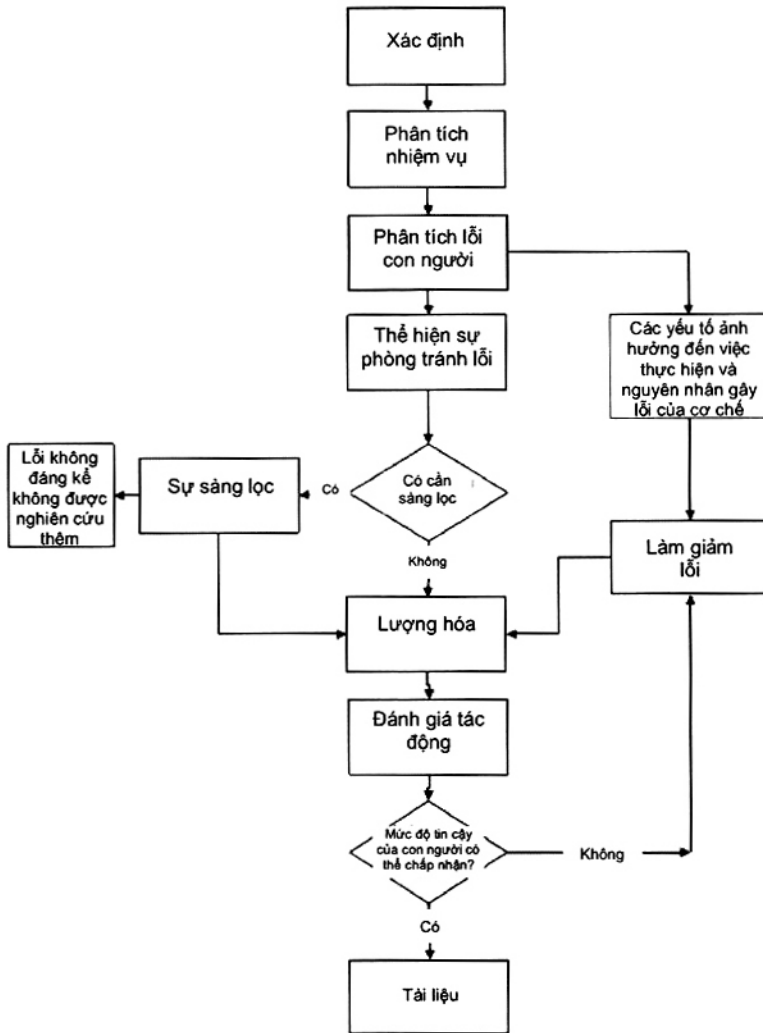 Xác định
Phân tích
nhiệm vụ
Phân tích lỗi
con người
Thể hiện sự
phòng tránh lỗi
Các yếu tố ảnh
hưởng đến việc
thực hiện và
nguyên nhân gây
lỗi của cơ chế
Lỗi không
đáng kể
không được
nghiên cứu
thêm
Sự sảng lọc
Có
Có cần
sàng lọc
Không
Làm giảm
lỗi
Lượng hóa
Đánh giá tác
động
Mức độ tin cậy
của con người có
thể chấp nhận?
Không
Có
Tài liệu